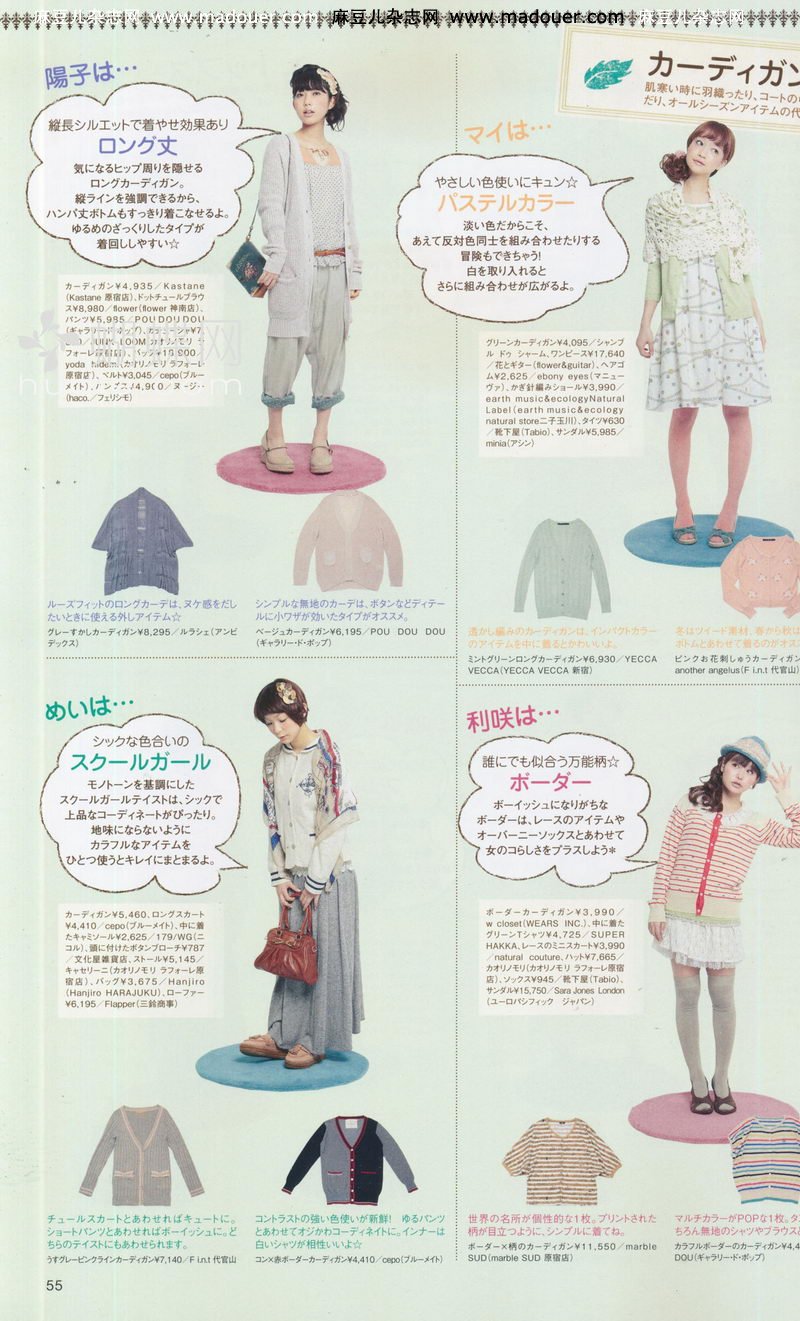 麻豆儿杂志网 www.madouer.com
麻豆儿杂志网 www.madouer.com
麻豆儿杂志网
カーディガン
肌寒い時に羽織ったり、コートの
だり、オールシーズンアイテムの代
陽子は…
縦長シルエットで着やせ効果あり
ロング丈
気になるヒップ周りを隠せる
ロングカーディガン。
縦ラインを強調できるから、
ハンパ丈ボトムもすっきり着こなせるよ。
ゆるめのざっくりしたタイプが
着回ししやすい☆
カーディガン¥4,935/Kastane
(Kastane 原宿店)、ドットチュールブラウ
ス¥8,980/flower(flower 神南店)、
パンツ¥5,985/POU DOU DOU
(ギャラリー・ド・ポップ)、
フォーレ原宿店)、バッグ
yoda hidemi(カオリノモリ ラフォーレ
原宿店)、ベルト¥3,045/cepo(ブルー
メイト)、パンプス¥4,900/
(haco./フェリシモ)
ルーズフィットのロングカーデは、ヌケ感をだし
たいときに使える外しアイテム☆
グレーすかしカーディガン¥8,295/ルラシェ(アンビ
デックス)
シンプルな無地のカーデは、ボタンなどディテー
ルに小ワザが効いたタイプがオススメ。
ベージュカーディガン¥6,195/POU DOU DOU
(ギャラリー・ド・ポップ)
マイは…
やさしい色使いにキュン☆
パステルカラー
淡い色だからこそ、
あえて反対色同士を組み合わせたりする
冒険もできちゃう!
白を取り入れると
さらに組み合わせが広がるよ。
グリーンカーディガン¥4,095/シャンブ
ル ドゥ シャーム、ワンピース¥17,640
/花とギター(flower&guitar)、ヘアゴ
ム¥2,625/ebony eyes(マニュー
ヴァ)、かぎ針編みショール¥3,990/
earth music&ecologyNatural
Label(earth music&ecology
natural store二子玉川)、タイツ¥630
/靴下屋(Tabio)、サンダル¥5,985/
minia(アシン)
透かし編みのカーディガンは、インパクトカラー
のアイテムを中に着るとかわいいよ。
ミントグリーンロングカーディガン¥6,930/YECCA
VECCA(YECCA VECCA 新宿)
冬はツイード素材、春から秋は
ボトムとあわせて着るのがオス
ピンクお花刺しゅうカーディガン
another angelus(F i.n.t 代官山)
めいは…
シックな色合いの
スクールガール
モノトーンを基調にした
スクールガールテイストは、シックで
上品なコーディネートがぴったり。
地味にならないように
カラフルなアイテムを
ひとつ使うとキレイにまとまるよ。
カーディガン¥5,460、ロングスカート
¥4,410/cepo(ブルーメイト)、中に着
たキャミソール¥2,625/179/WG(ニ
コル)、頭に付けたボタンブローチ¥787
/文化屋雑貨店、ストール¥5,145/
キャセリーニ(カオリノモリ ラフォーレ原
宿店)、バッグ¥3,675/Hanjiro
(Hanjiro HARAJUKU)、ローファー
¥6,195/Flapper(三鈴商事)
チュールスカートとあわせればキュートに。
ショートパンツとあわせればボーイッシュに。ど
ちらのテイストにもあわせられます。
うすグレーピンクラインカーディガン¥7,140/F i.n.t 代官山
コントラストの強い色使いが新鮮! ゆるパンツ
とあわせてオジかわコーディネイトに。インナーは
白いシャツが相性いいよ☆
コン×赤ボーダーカーディガン¥4,410/cepo(ブルーメイト)
利咲は…
誰にでも似合う万能柄☆
ボーダー
ボーイッシュになりがちな
ボーダーは、レースのアイテムや
オーバーニーソックスとあわせて
女のコらしさをプラスしよう*
ボーダーカーディガン¥3,990/
w closet(WEARS INC.)、中に着た
グリーンTシャツ¥4,725/SUPER
HAKKA、レースのミニスカート¥3,990
/natural couture、ハット¥7,665/
カオリノモリ(カオリノモリ ラフォーレ原宿
店)、ソックス¥945/靴下屋(Tabio)、
サンダル¥15,750/Sara Jones London
(ユーロパシフィック ジャパン)
世界の名所が個性的な1枚。プリントされた
柄が目立つように、シンプルに着てね。
ボーダー×柄のカーディガン¥11,550/marble
SUD(marble SUD 原宿店)
マルチカラーがPOPな1枚。
ちろん無地のシャツやブラウスと
カラフルボーダーのカーディガン¥4,4
DOU(ギャラリー・ド・ポップ)
55